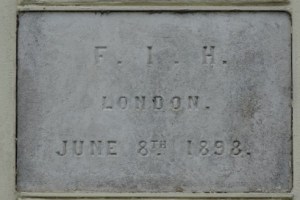 F. I. H.
LONDON.
JUNE 8TH 1898.